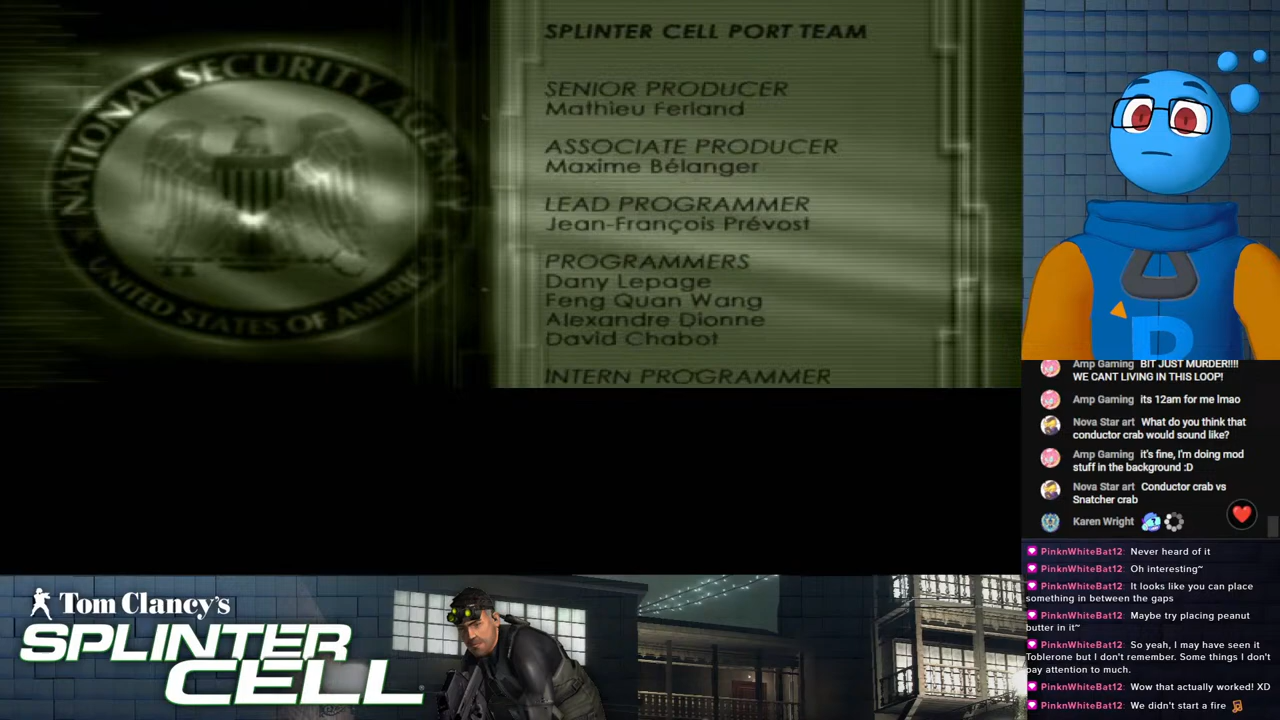 NATIONAL SECURITY AGENCY
UNITED STATES OF AMERICA
SPLINTER CELL PORT TEAM
SENIOR PRODUCER
Mathieu Ferland
ASSOCIATE PRODUCER
Maxime Bélanger
LEAD PROGRAMMER
Jean-François Prévost
PROGRAMMERS
Dany Lepage
Feng Quan Wang
Alexandre Dionne
David Chabot
INTERN PROGRAMMER
Tom Clancy's
SPLINTER
CELL
Amp Gaming BIT JUST MURDER!!!!
WE CANT LIVING IN THIS LOOP!
Amp Gaming its 12am for me lmao
Nova Star art What do you think that
conductor crab would sound like?
Amp Gaming it's fine, I'm doing mod
stuff in the background :D
Nova Star art Conductor crab vs
Snatcher crab
Karen Wright
PinknWhiteBat12: Never heard of it
PinknWhiteBat12: Oh interesting~
PinknWhiteBat12: It looks like you can place
something in between the gaps
PinknWhiteBat12: Maybe try placing peanut
butter in it~
PinknWhiteBat12: So yeah, I may have seen it
Toblerone but I don't remember. Some things I don't
pay attention to much.
PinknWhiteBat12: Wow that actually worked! XD
PinknWhiteBat12: We didn't start a fire